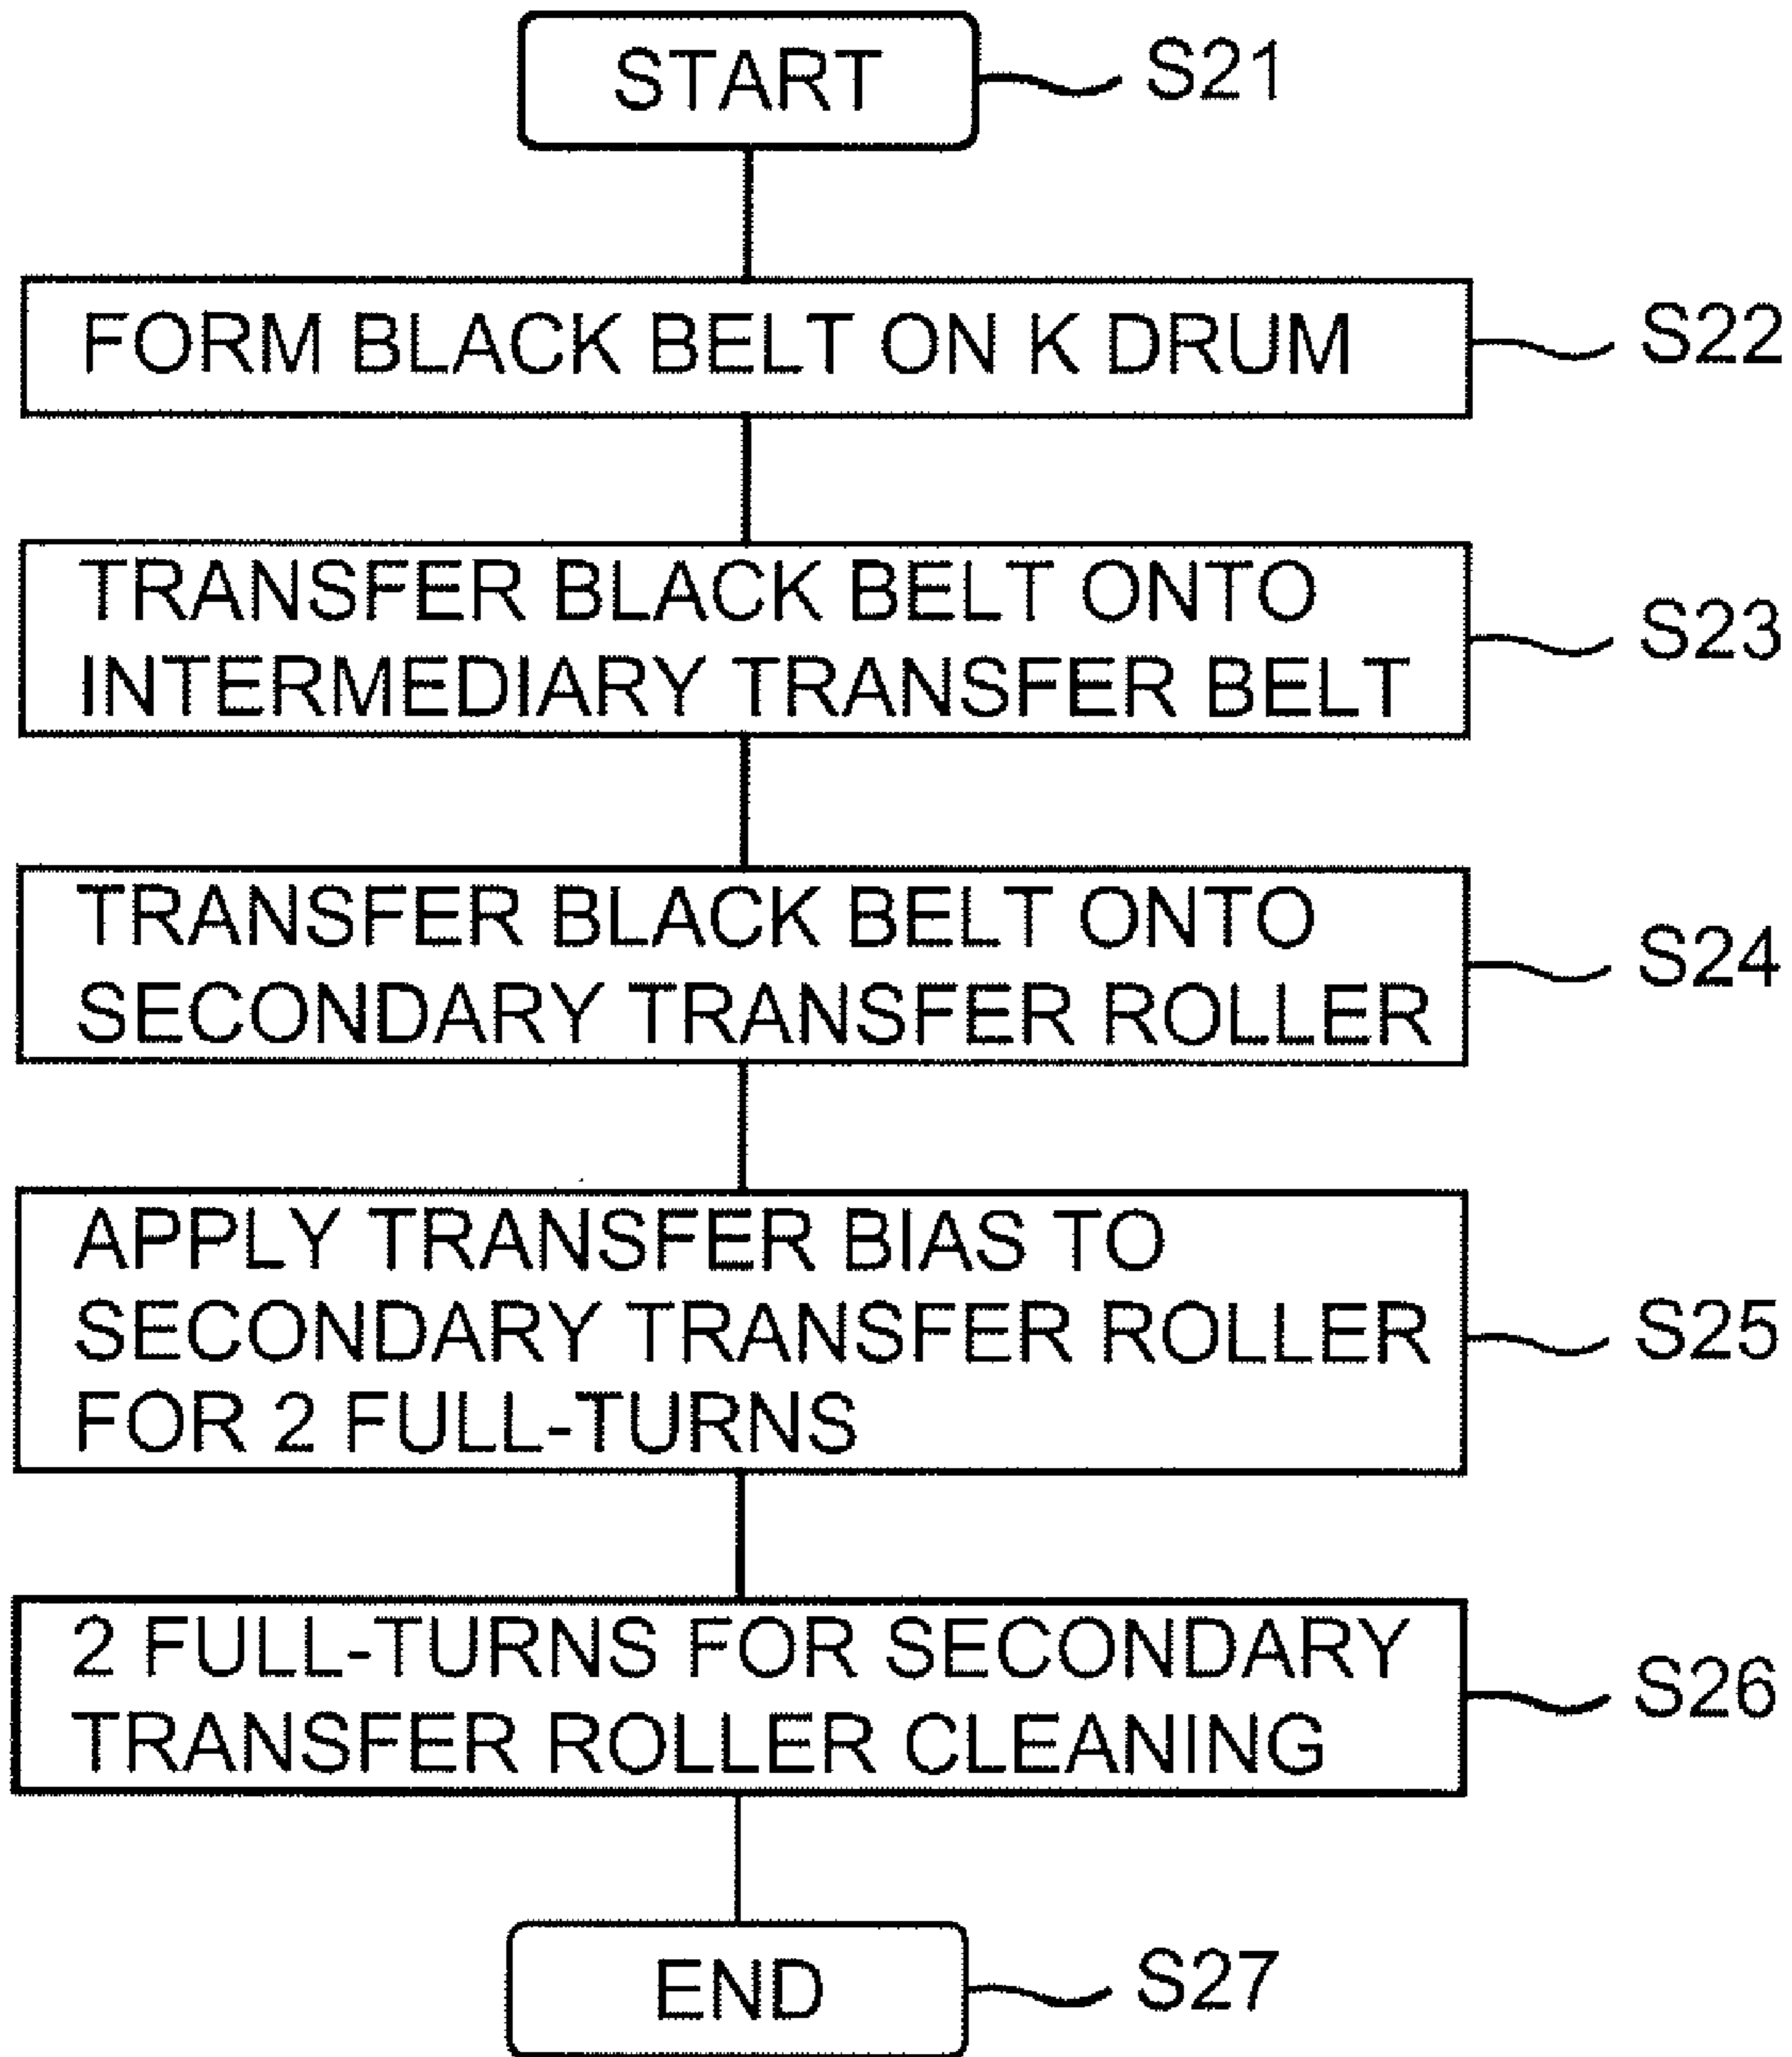 START
S21
FORM BLACK BELT ON K DRUM
S22
TRANSFER BLACK BELT ONTO
INTERMEDIARY TRANSFER BELT
S23
TRANSFER BLACK BELT ONTO
SECONDARY TRANSFER ROLLER
S24
APPLY TRANSFER BIAS TO
SECONDARY TRANSFER ROLLER
FOR 2 FULL-TURNS
S25
2 FULL-TURNS FOR SECONDARY
TRANSFER ROLLER CLEANING
S26
END
S27